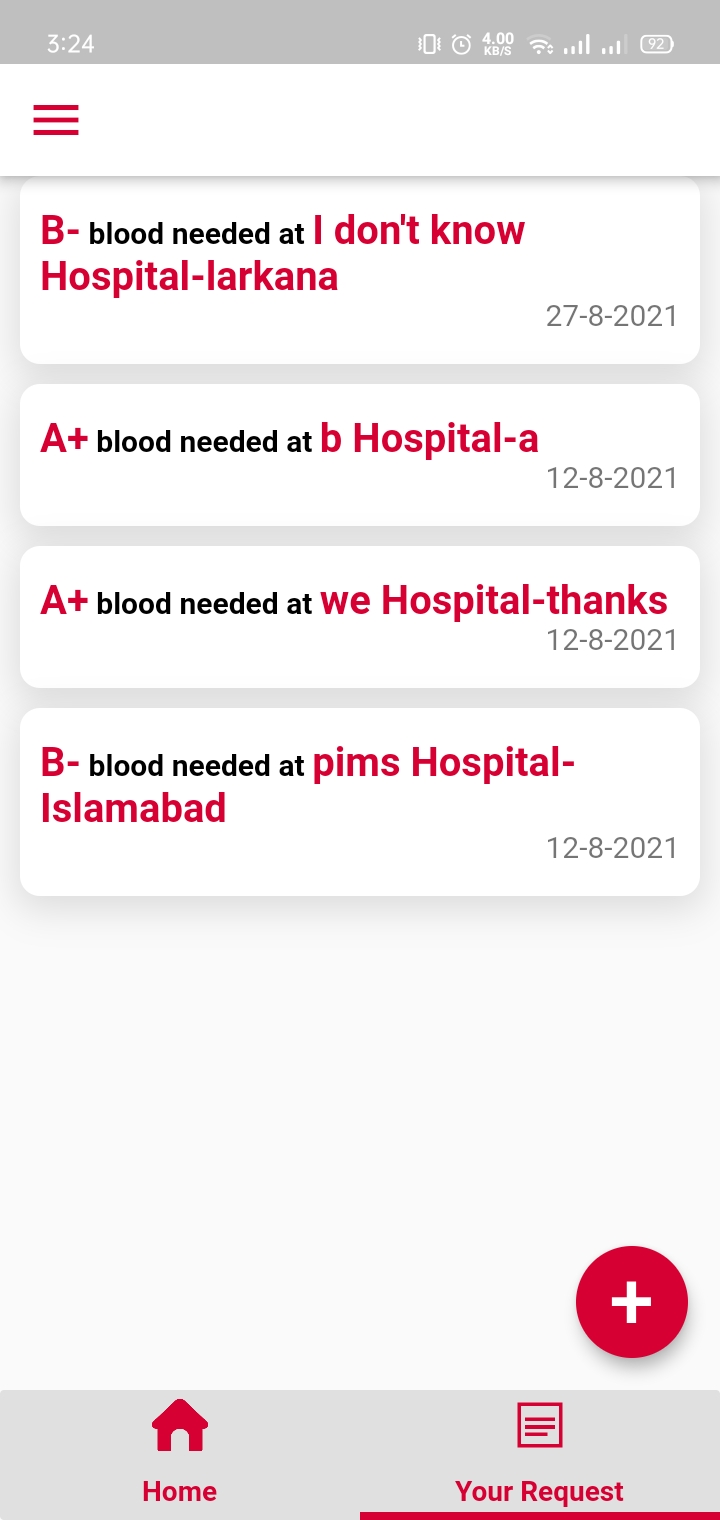 3:24
4.00
KB/S
92
B- blood needed at I don't know
Hospital-larkana
27-8-2021
A+ blood needed at b Hospital-a
12-8-2021
A+ blood needed at we Hospital-thanks
12-8-2021
B- blood needed at pims Hospital-
Islamabad
12-8-2021
+
Home
Your Request